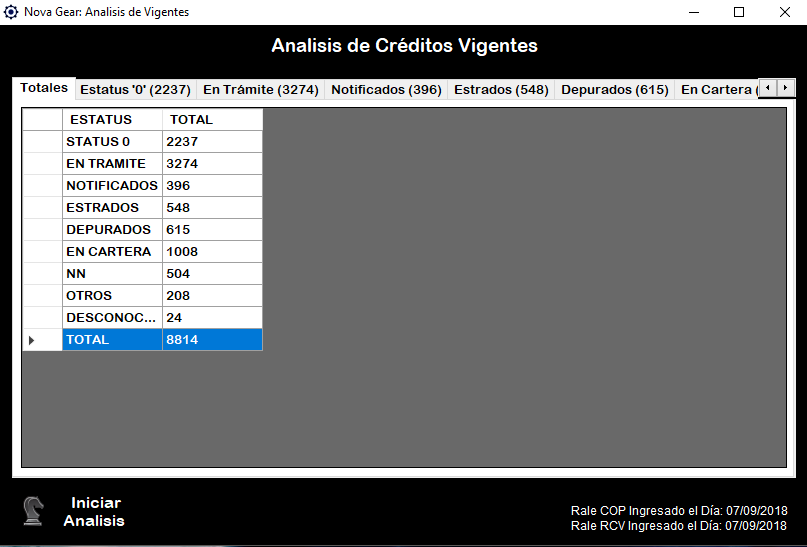 Nova Gear: Analisis de Vigentes
Analisis de Créditos Vigentes
Totales Estatus '0' (2237) En Trámite (3274) Notificados (396) Estrados (548) Depurados (615) En Cartera (
ESTATUS TOTAL
STATUS 0 2237
EN TRAMITE 3274
NOTIFICADOS 396
ESTRADOS 548
DEPURADOS 615
EN CARTERA 1008
NN 504
OTROS 208
DESCONOC... 24
TOTAL 8814
Iniciar
Analisis
Rale COP Ingresado el Día: 07/09/2018
Rale RCV Ingresado el Día: 07/09/2018